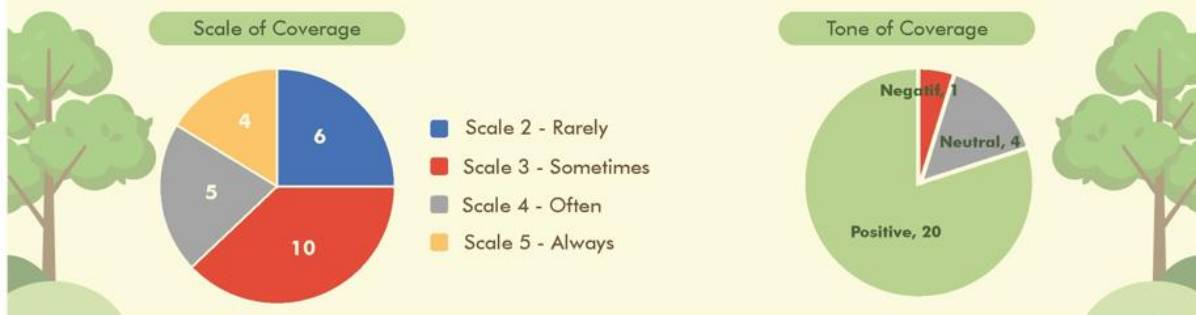 Scale of Coverage
4
6
5
10
Scale 2 - Rarely
Scale 3 - Sometimes
Scale 4 - Often
Scale 5 - Always
Tone of Coverage
Negatif, 1
Neutral, 4
Positive, 20